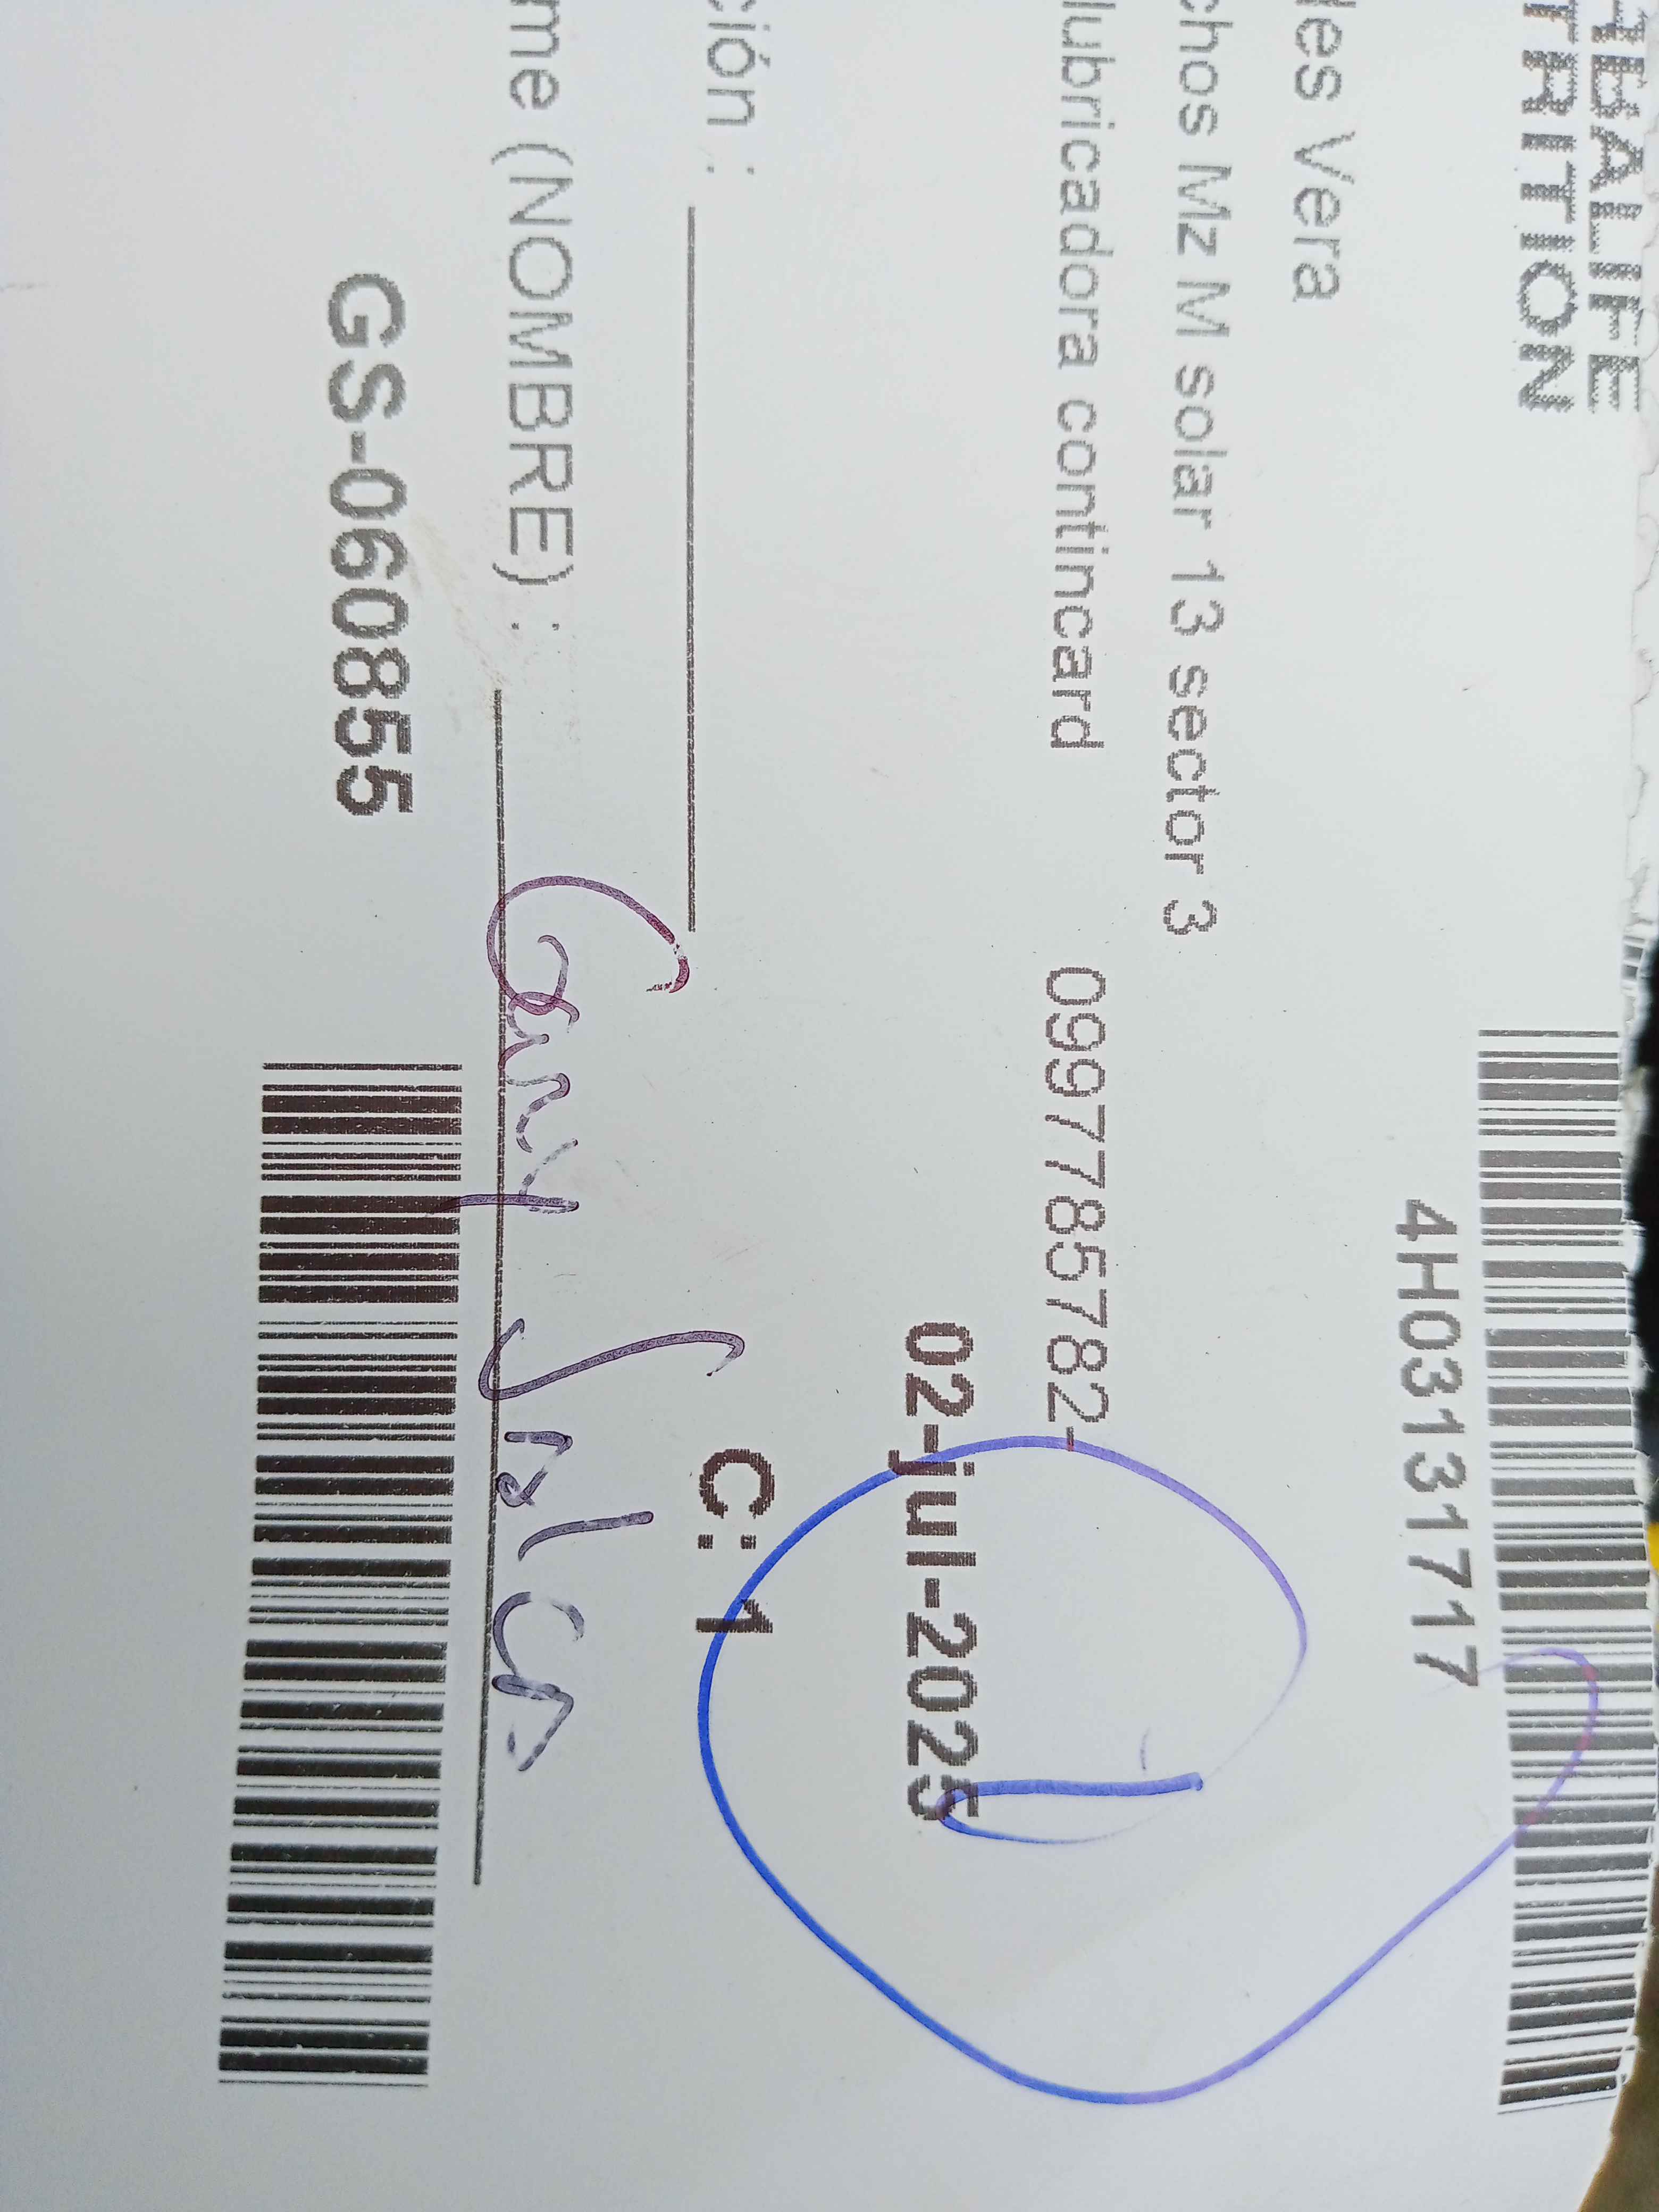 HERBALIFE
TRITION
4H03131717
les Vera
chos Mz M solar 13 sector 3
lubricadora contincard 0997785782-
02-jul-2025
ción :
C: 1
me (NOMBRE) :
GS-060855